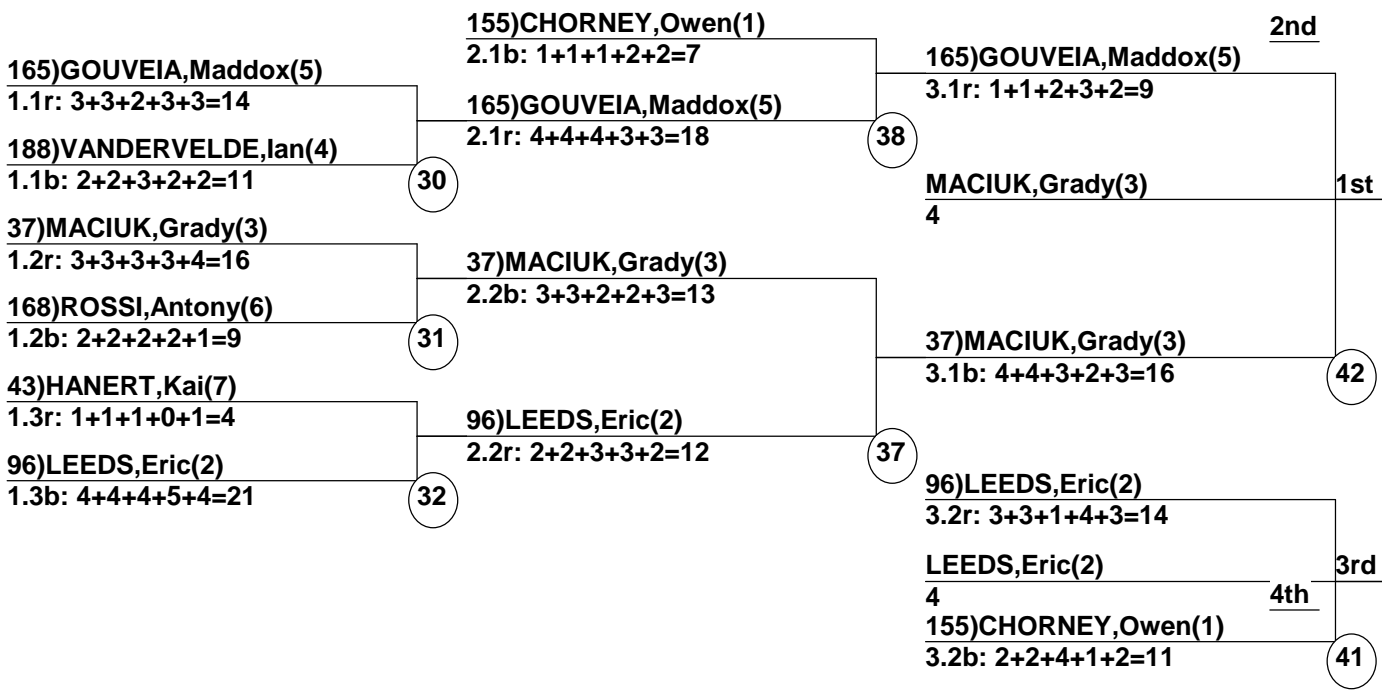 165)GOUVEIA,Maddox(5)
1.1r: 3+3+2+3+3=14
188)VANDERVELDE,Ian(4)
1.1b: 2+2+3+2+2=11
30
37)MACIUK,Grady(3)
1.2r: 3+3+3+3+4=16
168)ROSSI,Antony(6)
1.2b: 2+2+2+2+1=9
31
43)HANERT,Kai(7)
1.3r: 1+1+1+0+1=4
96)LEEDS,Eric(2)
1.3b: 4+4+4+5+4=21
32
155)CHORNEY,Owen(1)
2.1b: 1+1+1+2+2=7
165)GOUVEIA,Maddox(5)
2.1r: 4+4+4+3+3=18
38
37)MACIUK,Grady(3)
2.2b: 3+3+2+2+3=13
96)LEEDS,Eric(2)
2.2r: 2+2+3+3+2=12
37
2nd
165)GOUVEIA,Maddox(5)
3.1r: 1+1+2+3+2=9
MACIUK,Grady(3)
1st
4
37)MACIUK,Grady(3)
3.1b: 4+4+3+2+3=16
42
96)LEEDS,Eric(2)
3.2r: 3+3+1+4+3=14
LEEDS,Eric(2)
3rd
4
4th
155)CHORNEY,Owen(1)
3.2b: 2+2+4+1+2=11
41